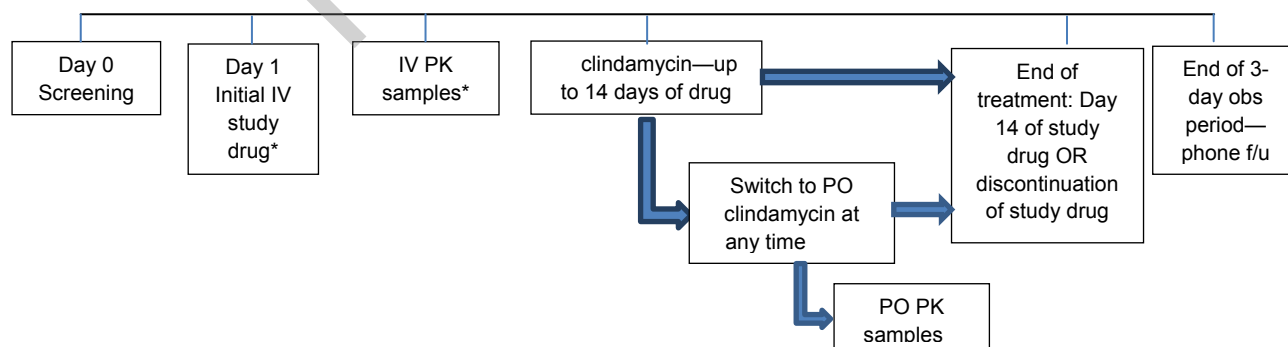 Day 0
Screening
Day 1
Initial IV
study
drug*
IV PK
samples*
clindamycin—up
to 14 days of drug
Switch to PO
clindamycin at
any time
PO PK
samples
End of
treatment: Day
14 of study
drug OR
discontinuation
of study drug
End of 3-
day obs
period—
phone f/u